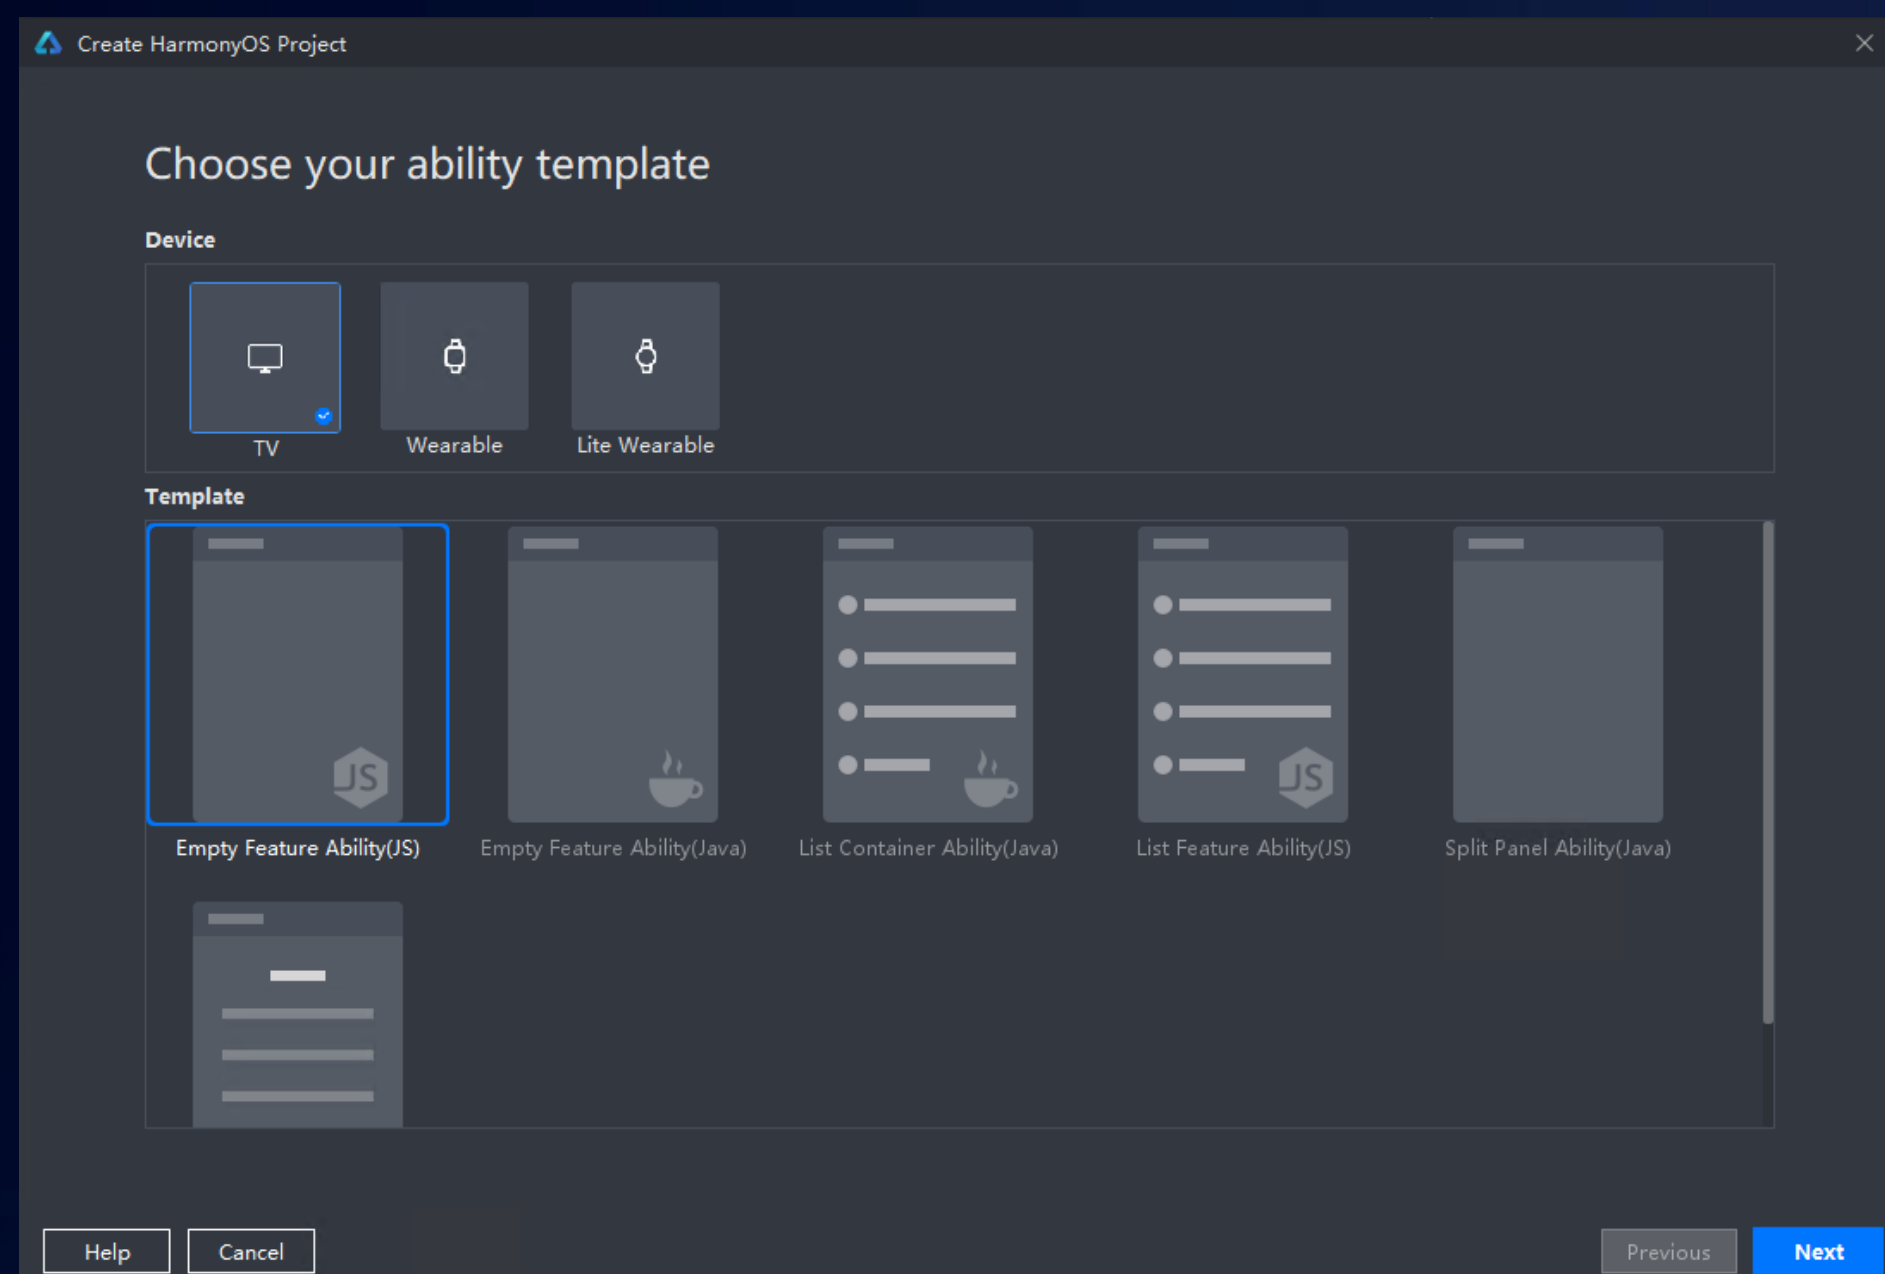 Create HarmonyOS Project
Choose your ability template
Device
TV
Wearable
Lite Wearable
Template
JS
JS
Empty Feature Ability(JS)
Empty Feature Ability(Java)
List Container Ability(Java)
List Feature Ability(JS)
Split Panel Ability(Java)
Help
Cancel
Previous
Next